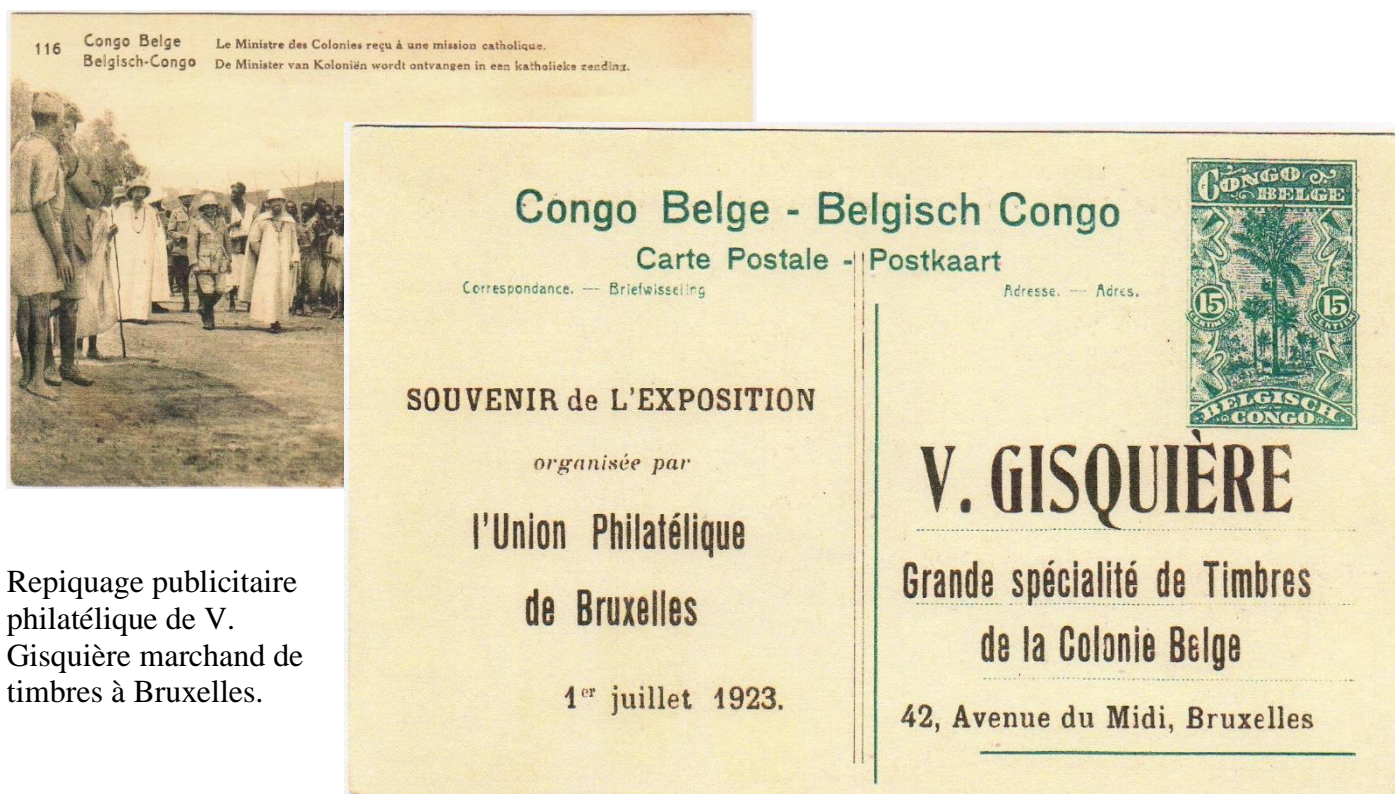 116 Congo Belge Le Ministre des Colonies reçu à une mission catholique.
Belgisch-Congo De Minister van Koloniën wordt ontvangen in een katholieke zending.
Congo Belge - Belgisch Congo
Carte Postale - Postkaart
Correspondance. — Briefwisseling
Adresse. — Adres.
CONGO
BELGE
15 15
CENTIMES CENTIEM
BELGISCH
CONGO
SOUVENIR de L'EXPOSITION
organisée par
l'Union Philatélique
de Bruxelles
1er juillet 1923.
V. GISQUIÈRE
Grande spécialité de Timbres
de la Colonie Belge
42, Avenue du Midi, Bruxelles
Repiquage publicitaire
philatélique de V.
Gisquière marchand de
timbres à Bruxelles.